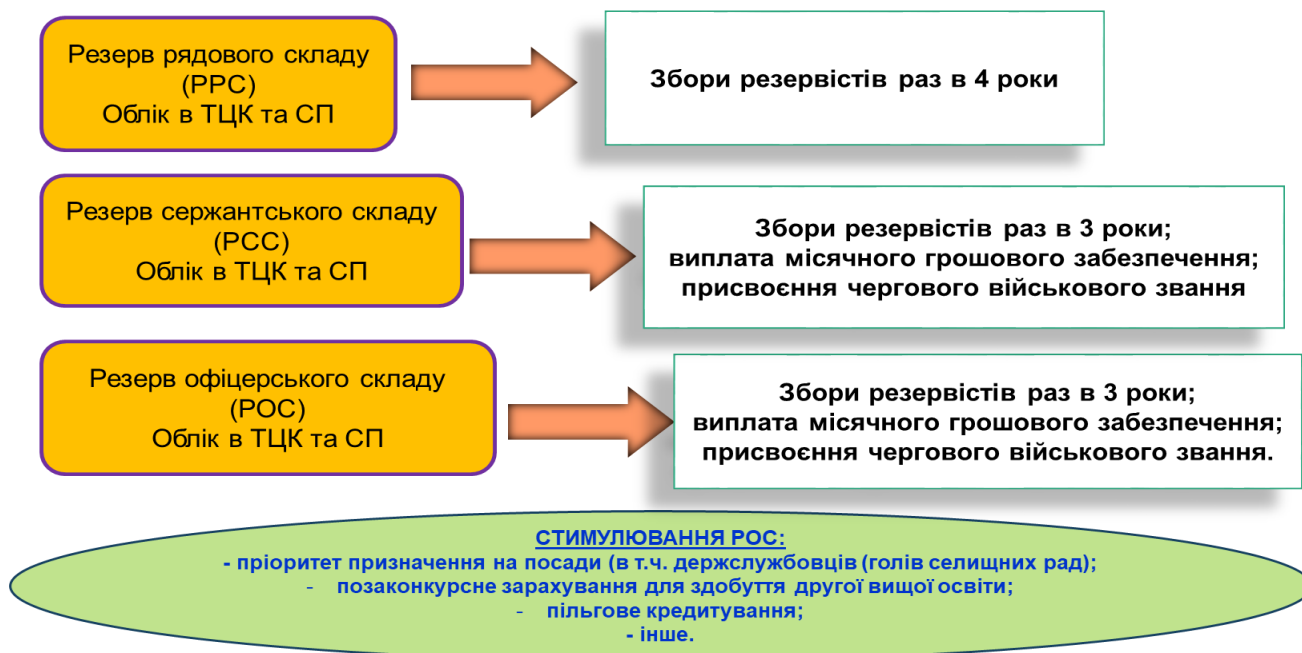 Резерв рядового складу
(РРС)
Облік в ТЦК та СП
Збори резервістів раз в 4 роки
Резерв сержантського складу
(РСС)
Облік в ТЦК та СП
Збори резервістів раз в 3 роки;
виплата місячного грошового забезпечення;
присвоєння чергового військового звання
Резерв офіцерського складу
(РОС)
Облік в ТЦК та СП
Збори резервістів раз в 3 роки;
виплата місячного грошового забезпечення;
присвоєння чергового військового звання.
СТИМУЛЮВАННЯ РОС:
- пріоритет призначення на посади (в т.ч. держслужбовців (голів селищних рад);
- позаконкурсне зарахування для здобуття другої вищої освіти;
- пільгове кредитування;
- інше.